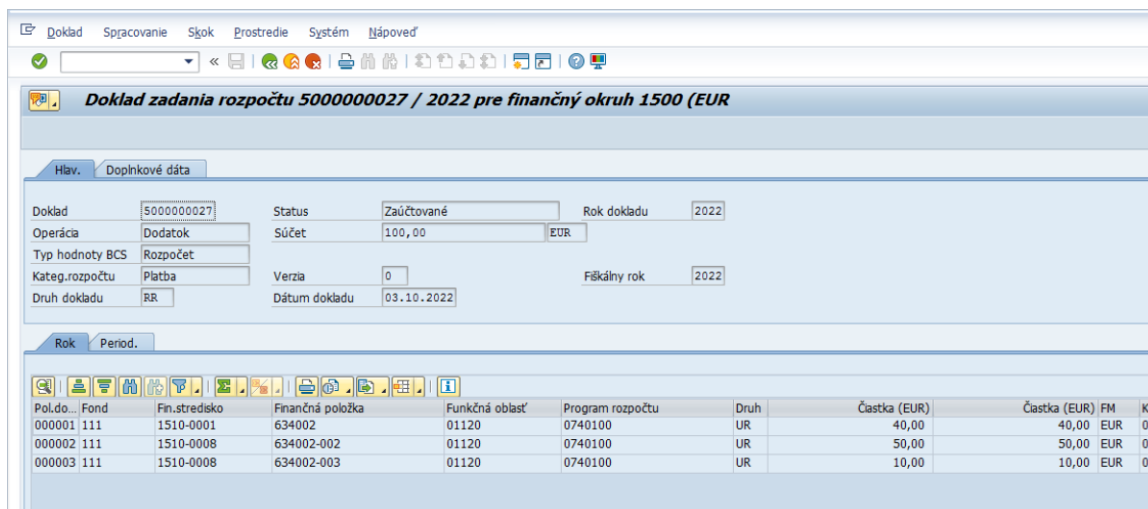 Doklad Spracovanie Skok Prostredie Systém Nápoveď
Doklad zadania rozpočtu 5000000027 / 2022 pre finančný okruh 1500 (EUR
Hlav. Doplnkové dáta
Doklad 5000000027 Status Zaúčtované Rok dokladu 2022
Operácia Dodatok Súčet 100,00 EUR
Typ hodnoty BCS Rozpočet
Kateg.rozpočtu Platba Verzia 0 Fiškálny rok 2022
Druh dokladu RR Dátum dokladu 03.10.2022
Rok Period.
Pol.do... Fond Fin.stredisko Finančná položka Funkčná oblasť Program rozpočtu Druh Čiastka (EUR) Čiastka (EUR) FM K
000001 111 1510-0001 634002 01120 0740100 UR 40,00 40,00 EUR 0
000002 111 1510-0008 634002-002 01120 0740100 UR 50,00 50,00 EUR 0
000003 111 1510-0008 634002-003 01120 0740100 UR 10,00 10,00 EUR 0